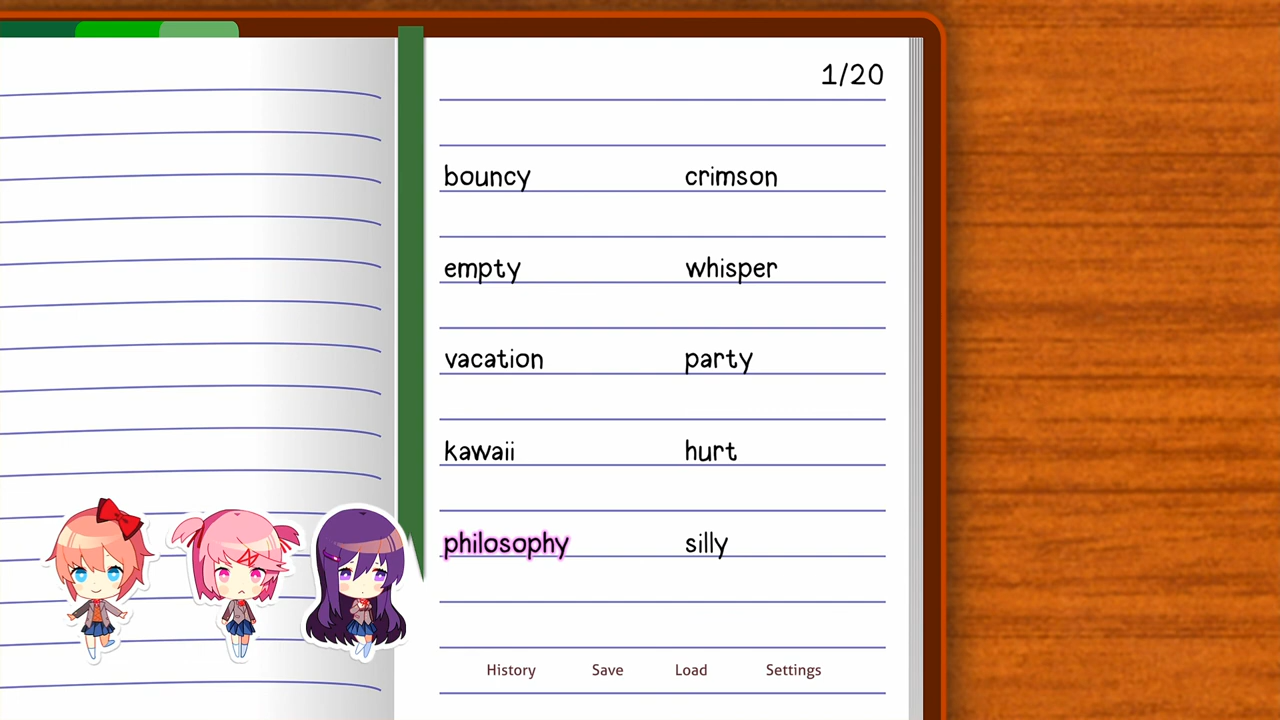 1/20
bouncy crimson
empty whisper
vacation party
kawaii hurt
philosophy silly
History Save Load Settings